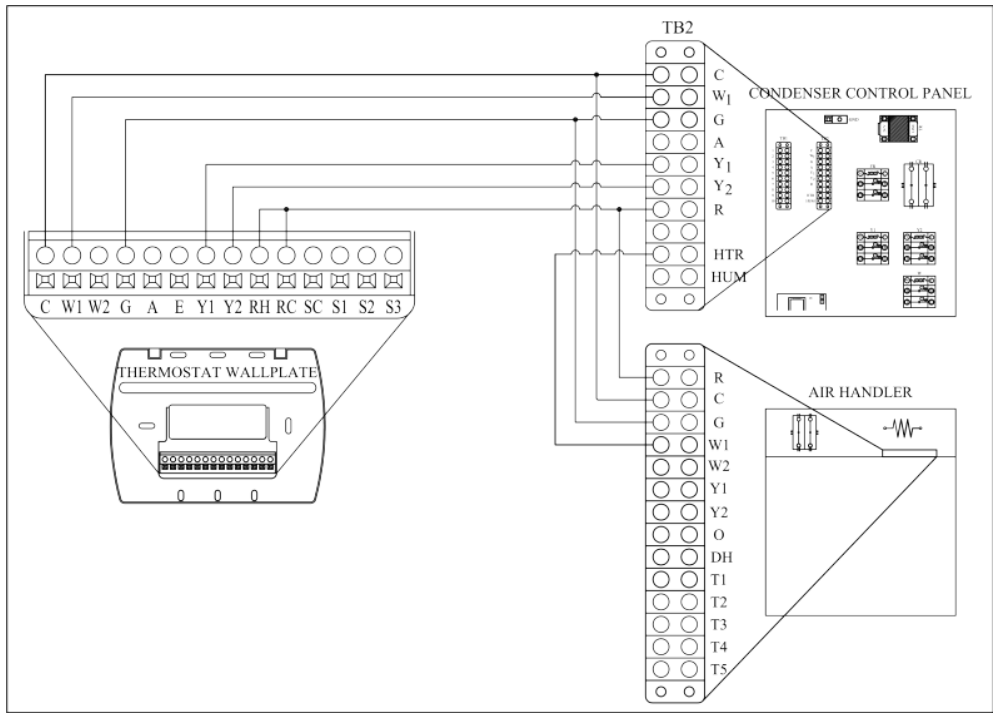 TB2
C
W1
G
A
Y1
Y2
R
HTR
HUM
CONDENSER CONTROL PANEL
C W1 W2 G A E Y1 Y2 RH RC SC S1 S2 S3
THERMOSTAT WALLPLATE
R
C
G
W1
W2
Y1
Y2
O
DH
T1
T2
T3
T4
T5
AIR HANDLER